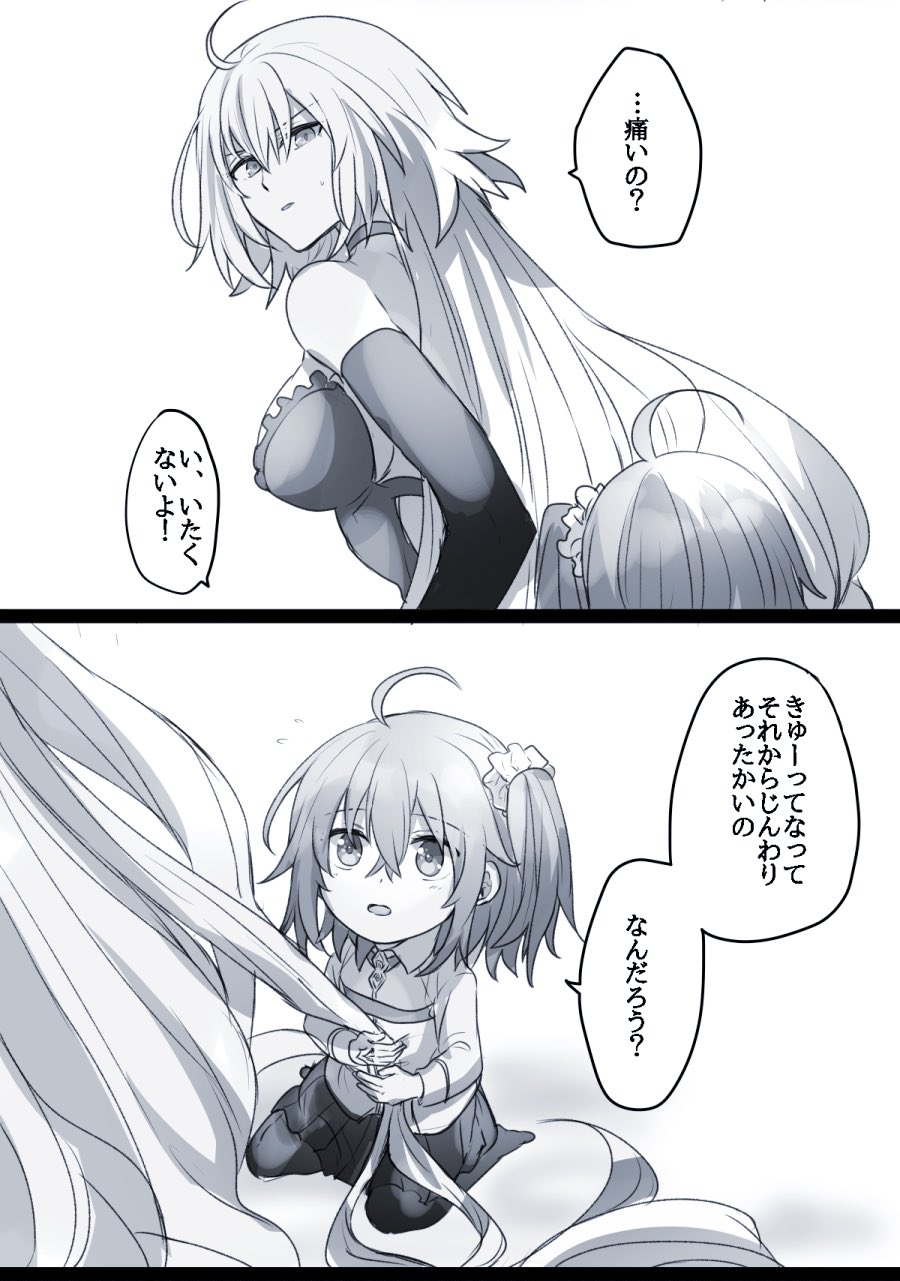 …痛いの？
い、いたく
ないよ！
きゅーってなって
それからじんわり
あったかいの
なんだろう？